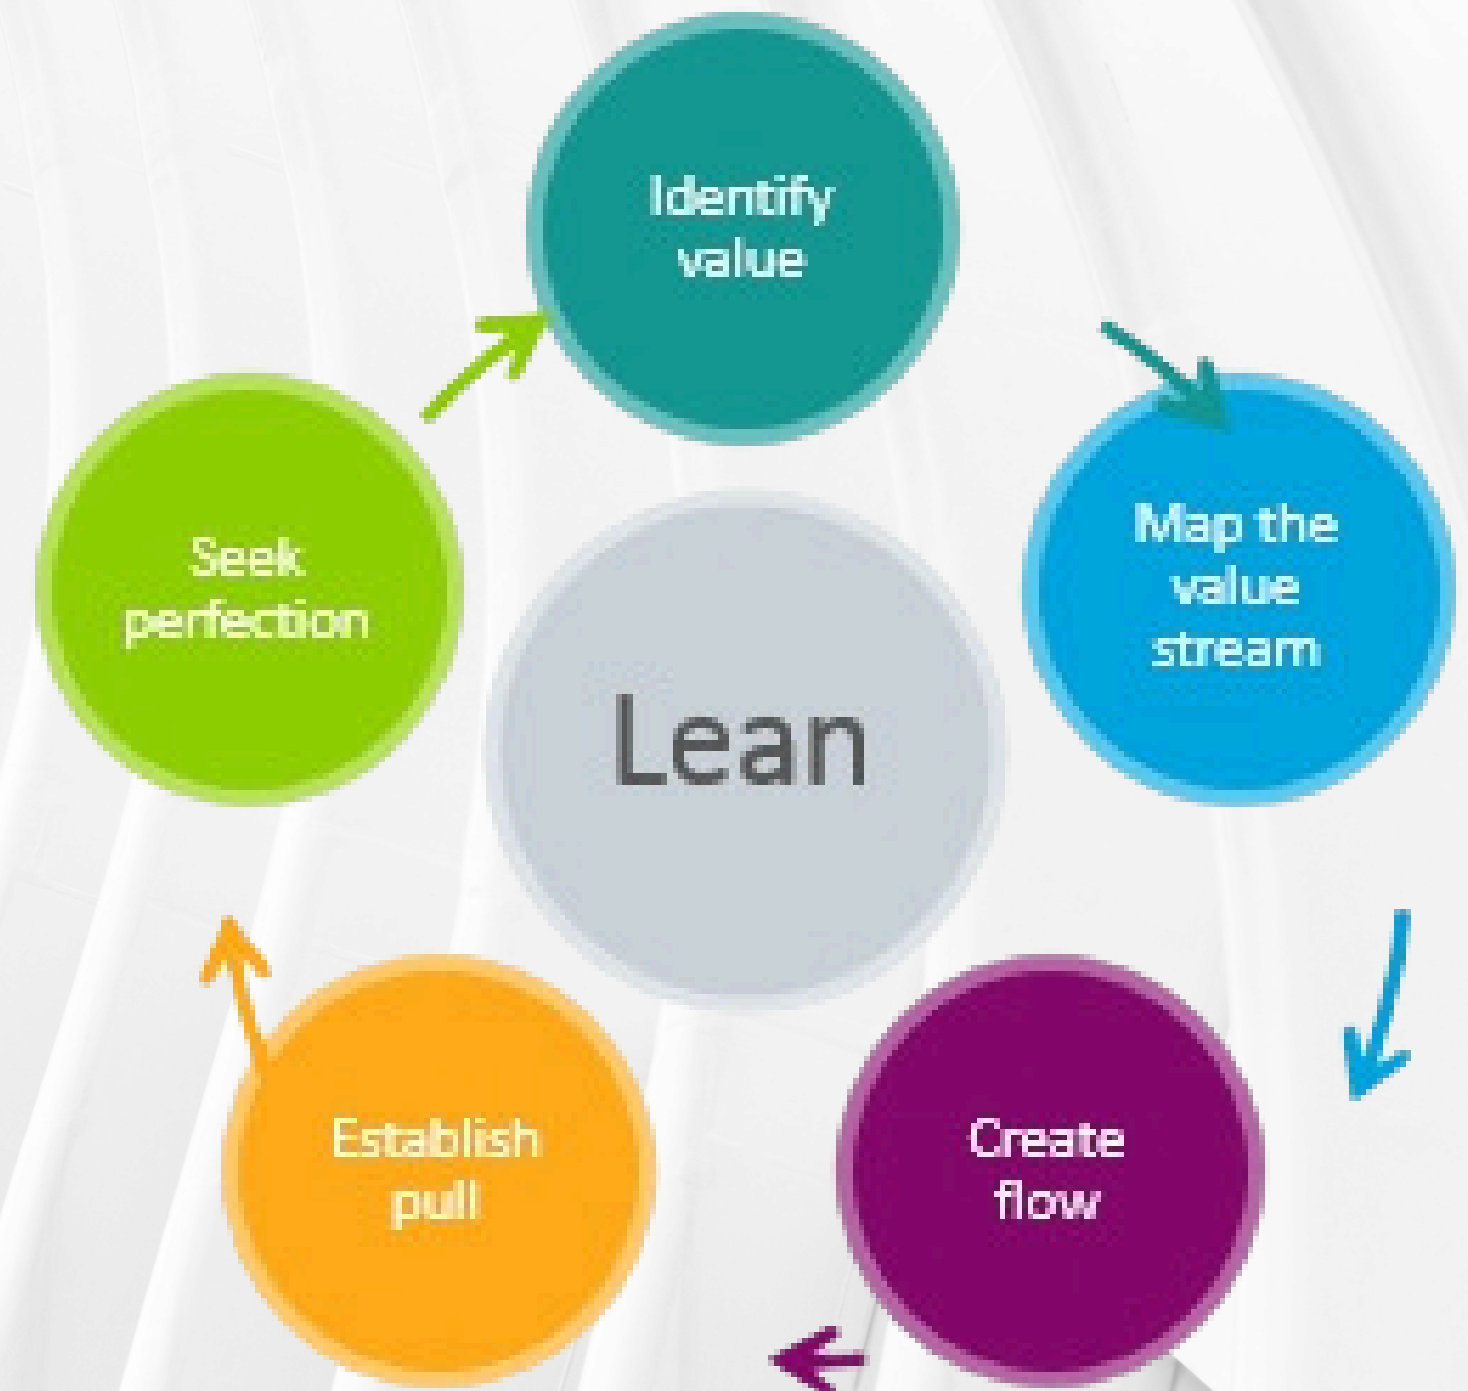 Identify
value
Map the
value
stream
Create
flow
Establish
pull
Seek
perfection
Lean